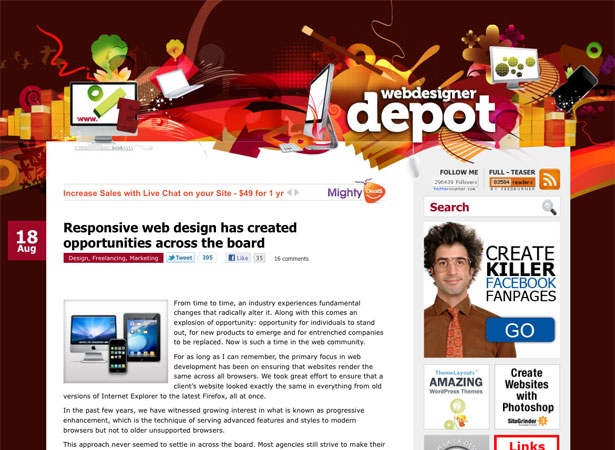 www.
webdesigner
depot
Increase Sales with Live Chat on your Site - $49 for 1 yr
Mighty Deals
FOLLOW ME
295439 Followers
TwitterCounter.com
FULL - TEASER
83584 readers
BY FEEDBURNER
Search
18
Aug
Responsive web design has created
opportunities across the board
Design, Freelancing, Marketing
Tweet 395
Like 35
16 comments
From time to time, an industry experiences fundamental
changes that radically alter it. Along with this comes an
explosion of opportunity: opportunity for individuals to stand
out, for new products to emerge and for entrenched companies
to be replaced. Now is such a time in the web community.
For as long as I can remember, the primary focus in web
development has been on ensuring that websites render the
same across all browsers. We took great effort to ensure that a
client's website looked exactly the same in everything from old
versions of Internet Explorer to the latest Firefox, all at once.
In the past few years, we have witnessed growing interest in what is known as progressive
enhancement, which is the technique of serving advanced features and styles to modern
browsers but not to older unsupported browsers.
This approach never seemed to settle in across the board. Most agencies still strive to make their
CREATE
KILLER
FACEBOOK
FANPAGES
GO
ThemeLayouts
AMAZING
WordPress Themes
Create
Websites
with
Photoshop
SiteGrinder
Links